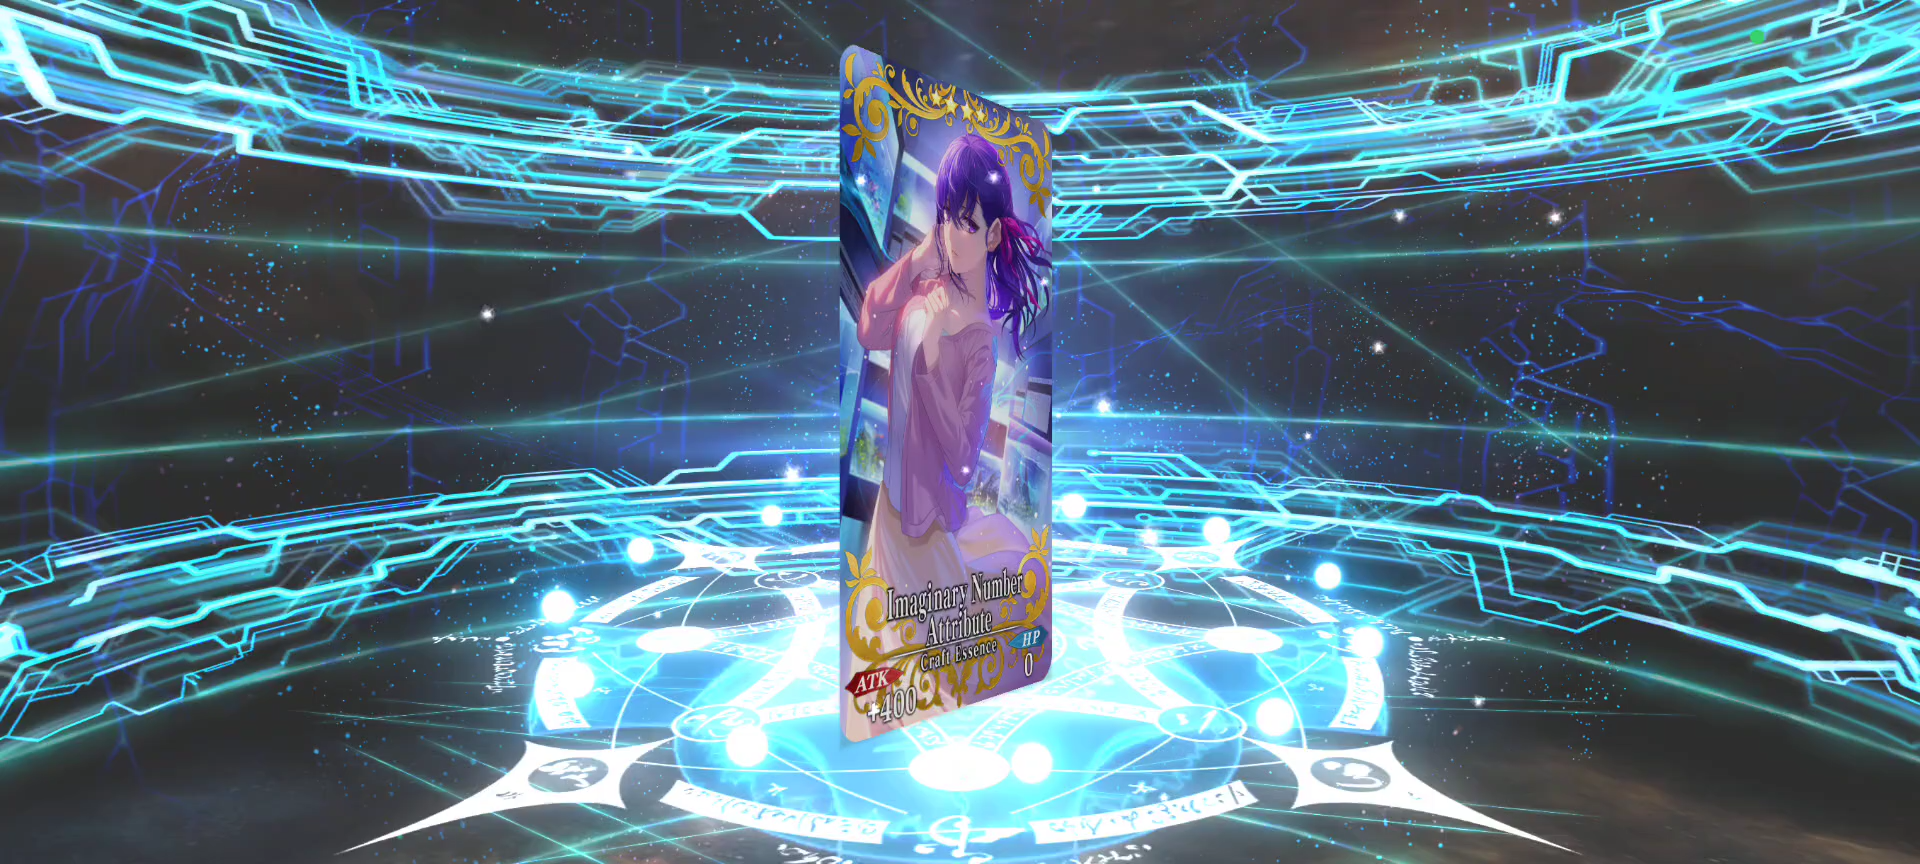 Imaginary Number
Attribute
Craft Essence
HP
0
ATK
+400